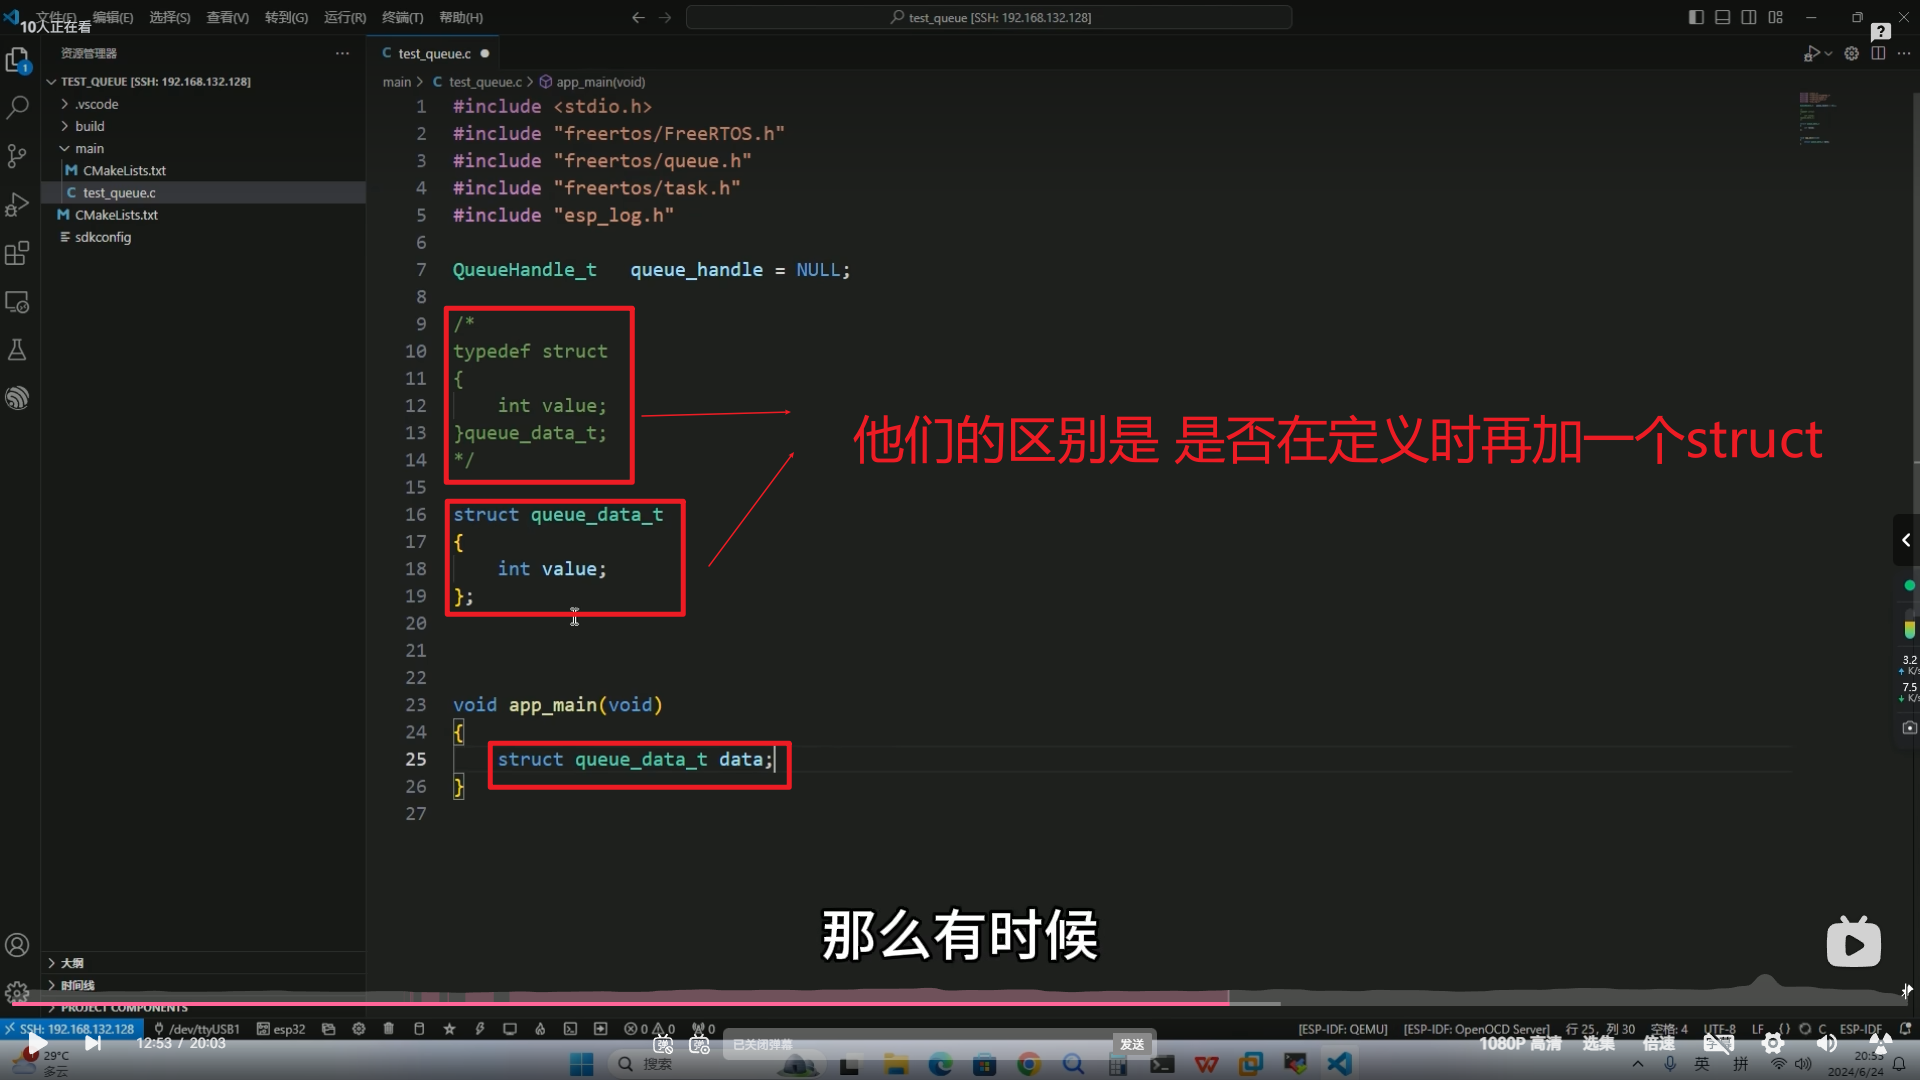 文件(F) 编辑(E) 选择(S) 查看(V) 转到(G) 运行(R) 终端(T) 帮助(H)
test_queue [SSH: 192.168.132.128]
10人正在看
资源管理器
TEST_QUEUE [SSH: 192.168.132.128]
.vscode
build
main
CMakeLists.txt
test_queue.c
CMakeLists.txt
sdkconfig
C test_queue.c
main > C test_queue.c > app_main(void)
1 #include <stdio.h>
2 #include "freertos/FreeRTOS.h"
3 #include "freertos/queue.h"
4 #include "freertos/task.h"
5 #include "esp_log.h"
6
7 QueueHandle_t queue_handle = NULL;
8
9 /*
10 typedef struct
11 {
12 int value;
13 }queue_data_t;
14 */
15
16 struct queue_data_t
17 {
18 int value;
19 };
20
21
22
23 void app_main(void)
24 {
25 struct queue_data_t data;
26 }
27
他们的区别是 是否在定义时再加一个struct
那么有时候
3.2
K/s
7.5
K/s
大纲
时间线
PROJECT COMPONENTS
SSH: 192.168.132.128 /dev/ttyUSB1 esp32 0 0 0 [ESP-IDF: QEMU] [ESP-IDF: OpenOCD Server] 行 25，列 30 空格: 4 UTF-8 LF {} C ESP-IDF
12:53 / 20:03 已关闭弹幕 发送 1080P 高清 选集 倍速
29°C
多云
搜索
英 拼
20:53
2024/6/24